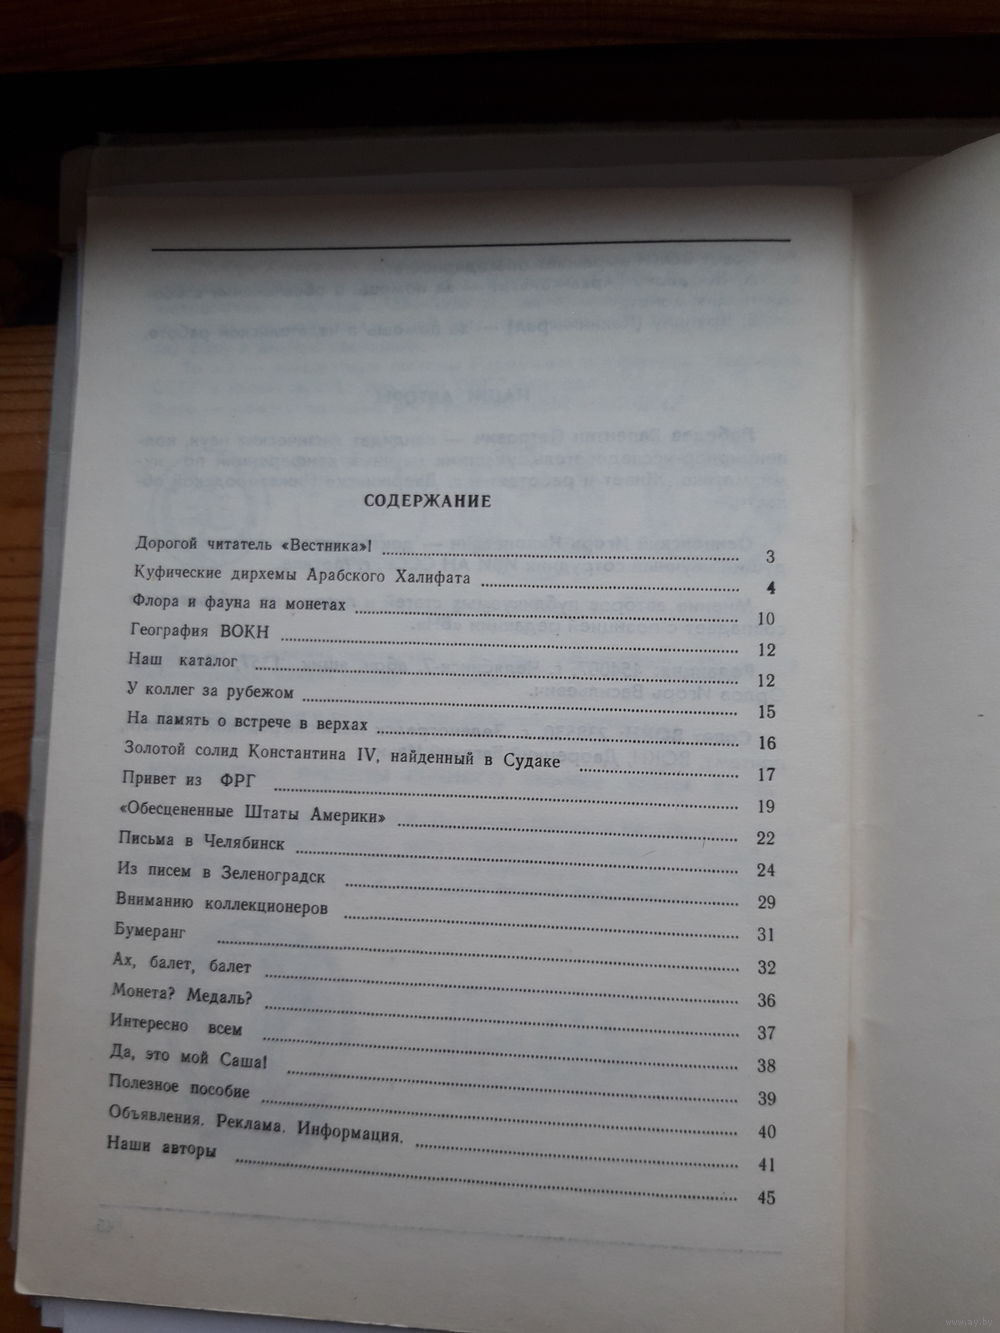 СОДЕРЖАНИЕ
Дорогой читатель «Вестника»! 3
Куфические дирхемы Арабского Халифата 4
Флора и фауна на монетах 10
География ВОКН 12
Наш каталог 12
У коллег за рубежом 15
На память о встрече в верхах 16
Золотой солид Константина IV, найденный в Судаке 17
Привет из ФРГ 19
«Обесцененные Штаты Америки» 22
Письма в Челябинск 24
Из писем в Зеленоградск 29
Вниманию коллекционеров 31
Бумеранг 32
Ах, балет, балет 36
Монета? Медаль? 37
Интересно всем 38
Да, это мой Саша! 39
Полезное пособие 40
Объявления. Реклама. Информация. 41
Наши авторы 45
www.ay.by